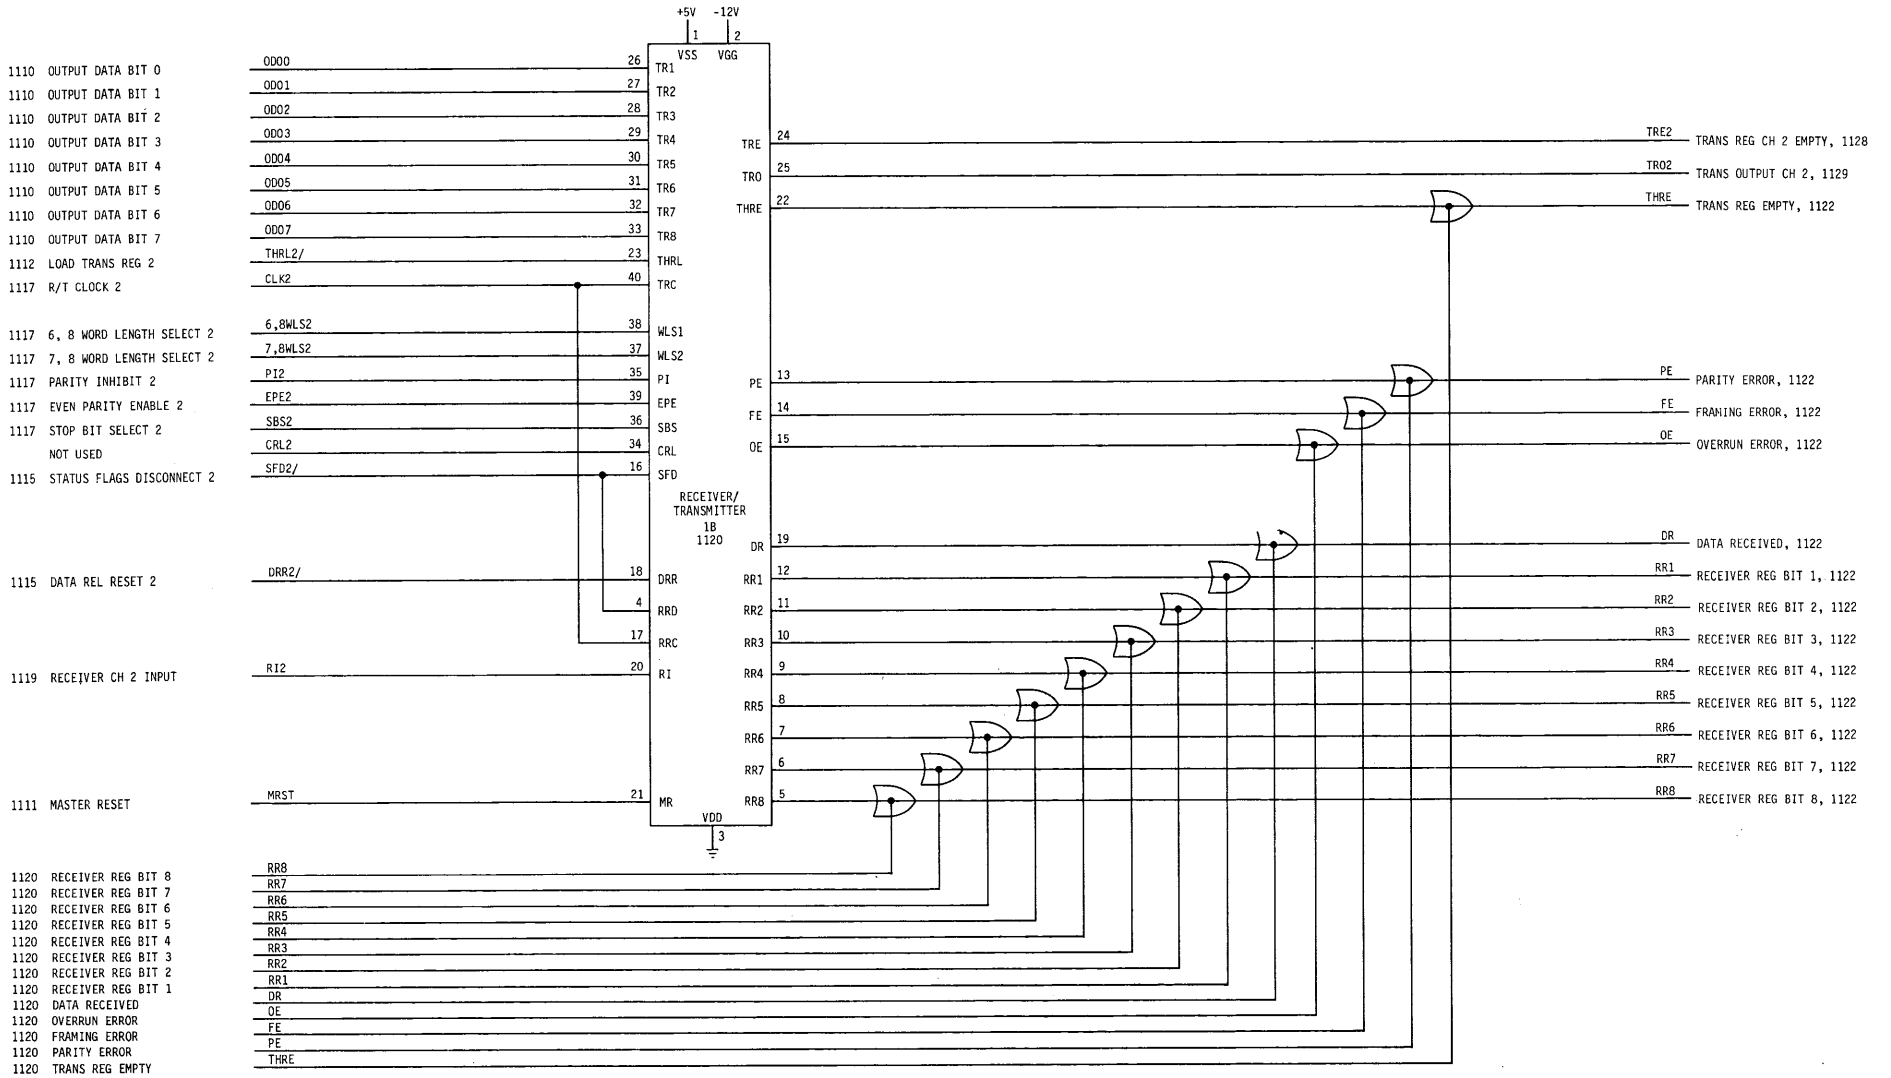 +5V -12V
1 2
VSS VGG
1110 OUTPUT DATA BIT 0 OD00 26 TR1
1110 OUTPUT DATA BIT 1 OD01 27 TR2
1110 OUTPUT DATA BIT 2 OD02 28 TR3
1110 OUTPUT DATA BIT 3 OD03 29 TR4
1110 OUTPUT DATA BIT 4 OD04 30 TR5
1110 OUTPUT DATA BIT 5 OD05 31 TR6
1110 OUTPUT DATA BIT 6 OD06 32 TR7
1110 OUTPUT DATA BIT 7 OD07 33 TR8
1112 LOAD TRANS REG 2 THRL2/ 23 THRL
1117 R/T CLOCK 2 CLK2 40 TRC
1117 6, 8 WORD LENGTH SELECT 2 6,8WLS2 38 WLS1
1117 7, 8 WORD LENGTH SELECT 2 7,8WLS2 37 WLS2
1117 PARITY INHIBIT 2 PI2 35 PI
1117 EVEN PARITY ENABLE 2 EPE2 39 EPE
1117 STOP BIT SELECT 2 SBS2 36 SBS
NOT USED CRL2 34 CRL
1115 STATUS FLAGS DISCONNECT 2 SFD2/ 16 SFD
RECEIVER/
TRANSMITTER
1B
1120
1115 DATA REL RESET 2 DRR2/ 18 DRR
4 RRD
17 RRC
1119 RECEIVER CH 2 INPUT RI2 20 RI
1111 MASTER RESET MRST 21 MR
VDD
3
TRE 24 TRE2 TRANS REG CH 2 EMPTY, 1128
TRO 25 TRO2 TRANS OUTPUT CH 2, 1129
THRE 22 THRE TRANS REG EMPTY, 1122
PE 13 PE PARITY ERROR, 1122
FE 14 FE FRAMING ERROR, 1122
OE 15 OE OVERRUN ERROR, 1122
DR 19 DR DATA RECEIVED, 1122
RR1 12 RR1 RECEIVER REG BIT 1, 1122
RR2 11 RR2 RECEIVER REG BIT 2, 1122
RR3 10 RR3 RECEIVER REG BIT 3, 1122
RR4 9 RR4 RECEIVER REG BIT 4, 1122
RR5 8 RR5 RECEIVER REG BIT 5, 1122
RR6 7 RR6 RECEIVER REG BIT 6, 1122
RR7 6 RR7 RECEIVER REG BIT 7, 1122
RR8 5 RR8 RECEIVER REG BIT 8, 1122
1120 RECEIVER REG BIT 8 RR8
1120 RECEIVER REG BIT 7 RR7
1120 RECEIVER REG BIT 6 RR6
1120 RECEIVER REG BIT 5 RR5
1120 RECEIVER REG BIT 4 RR4
1120 RECEIVER REG BIT 3 RR3
1120 RECEIVER REG BIT 2 RR2
1120 RECEIVER REG BIT 1 RR1
1120 DATA RECEIVED DR
1120 OVERRUN ERROR OE
1120 FRAMING ERROR FE
1120 PARITY ERROR PE
1120 TRANS REG EMPTY THRE